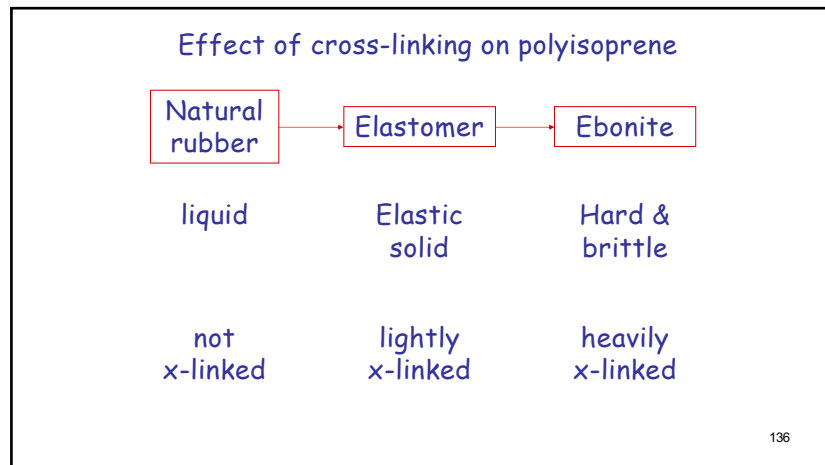 Effect of cross-linking on polyisoprene
Natural
rubber
Elastomer
Ebonite
liquid
Elastic
solid
Hard &
brittle
not
x-linked
lightly
x-linked
heavily
x-linked
136